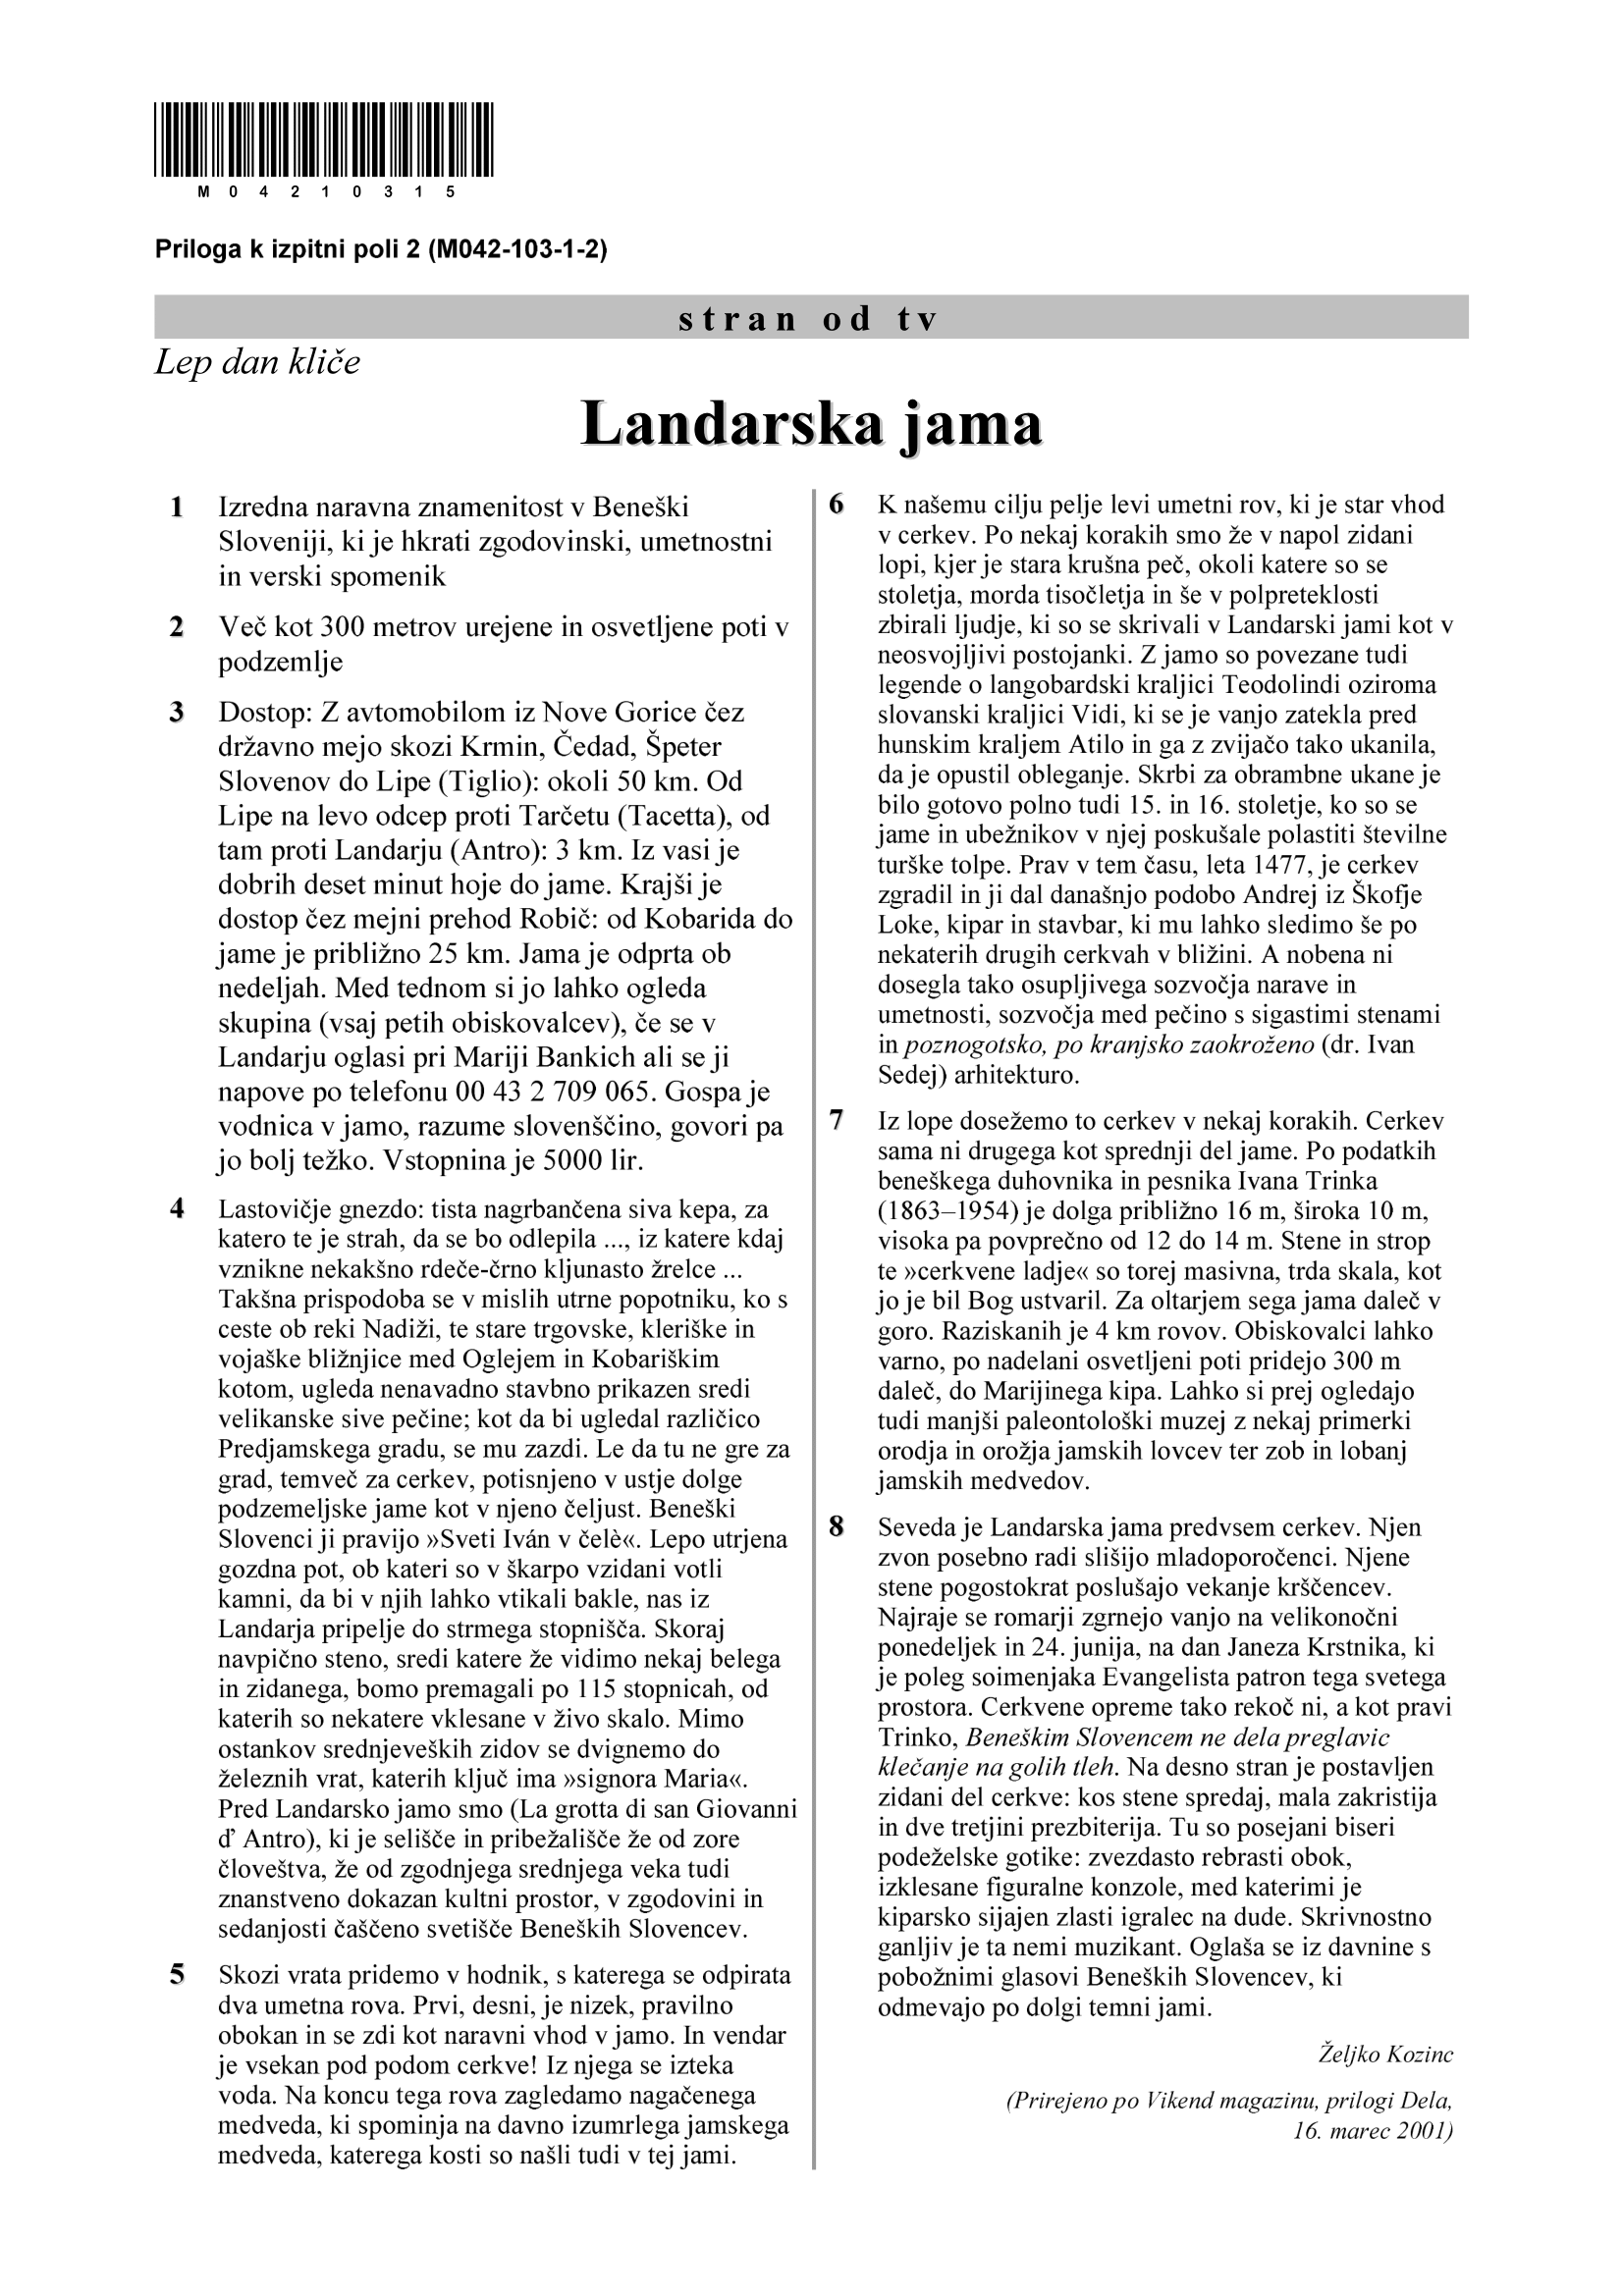 M 0 4 2 1 0 3 1 5
Priloga k izpitni poli 2 (M042-103-1-2)
stran od tv
Lep dan kliče
Landarska jama
1 Izredna naravna znamenitost v Beneški
Sloveniji, ki je hkrati zgodovinski, umetnostni
in verski spomenik
2 Več kot 300 metrov urejene in osvetljene poti v
podzemlje
3 Dostop: Z avtomobilom iz Nove Gorice čez
državno mejo skozi Krmin, Čedad, Špeter
Slovenov do Lipe (Tiglio): okoli 50 km. Od
Lipe na levo odcep proti Tarčetu (Tacetta), od
tam proti Landarju (Antro): 3 km. Iz vasi je
dobrih deset minut hoje do jame. Krajši je
dostop čez mejni prehod Robič: od Kobarida do
jame je približno 25 km. Jama je odprta ob
nedeljah. Med tednom si jo lahko ogleda
skupina (vsaj petih obiskovalcev), če se v
Landarju oglasi pri Mariji Bankich ali se ji
napove po telefonu 00 43 2 709 065. Gospa je
vodnica v jamo, razume slovenščino, govori pa
jo bolj težko. Vstopnina je 5000 lir.
4 Lastovičje gnezdo: tista nagrbančena siva kepa, za
katero te je strah, da se bo odlepila ..., iz katere kdaj
vznikne nekakšno rdeče-črno kljunasto žrelce ...
Takšna prispodoba se v mislih utrne popotniku, ko s
ceste ob reki Nadiži, te stare trgovske, kleriške in
vojaške bližnjice med Oglejem in Kobariškim
kotom, ugleda nenavadno stavbno prikazen sredi
velikanske sive pečine; kot da bi ugledal različico
Predjamskega gradu, se mu zazdi. Le da tu ne gre za
grad, temveč za cerkev, potisnjeno v ustje dolge
podzemeljske jame kot v njeno čeljust. Beneški
Slovenci ji pravijo »Sveti Iván v čelè«. Lepo utrjena
gozdna pot, ob kateri so v škarpo vzidani votli
kamni, da bi v njih lahko vtikali bakle, nas iz
Landarja pripelje do strmega stopnišča. Skoraj
navpično steno, sredi katere že vidimo nekaj belega
in zidanega, bomo premagali po 115 stopnicah, od
katerih so nekatere vklesane v živo skalo. Mimo
ostankov srednjeveških zidov se dvignemo do
železnih vrat, katerih ključ ima »signora Maria«.
Pred Landarsko jamo smo (La grotta di san Giovanni
d' Antro), ki je selišče in pribežališče že od zore
človeštva, že od zgodnjega srednjega veka tudi
znanstveno dokazan kultni prostor, v zgodovini in
sedanjosti čaščeno svetišče Beneških Slovencev.
5 Skozi vrata pridemo v hodnik, s katerega se odpirata
dva umetna rova. Prvi, desni, je nizek, pravilno
obokan in se zdi kot naravni vhod v jamo. In vendar
je vsekan pod podom cerkve! Iz njega se izteka
voda. Na koncu tega rova zagledamo nagačenega
medveda, ki spominja na davno izumrlega jamskega
medveda, katerega kosti so našli tudi v tej jami.
6 K našemu cilju pelje levi umetni rov, ki je star vhod
v cerkev. Po nekaj korakih smo že v napol zidani
lopi, kjer je stara krušna peč, okoli katere so se
stoletja, morda tisočletja in še v polpreteklosti
zbirali ljudje, ki so se skrivali v Landarski jami kot v
neosvojljivi postojanki. Z jamo so povezane tudi
legende o langobardski kraljici Teodolindi oziroma
slovanski kraljici Vidi, ki se je vanjo zatekla pred
hunskim kraljem Atilo in ga z zvijačo tako ukanila,
da je opustil obleganje. Skrbi za obrambne ukane je
bilo gotovo polno tudi 15. in 16. stoletje, ko so se
jame in ubežnikov v njej poskušale polastiti številne
turške tolpe. Prav v tem času, leta 1477, je cerkev
zgradil in ji dal današnjo podobo Andrej iz Škofje
Loke, kipar in stavbar, ki mu lahko sledimo še po
nekaterih drugih cerkvah v bližini. A nobena ni
dosegla tako osupljivega sozvočja narave in
umetnosti, sozvočja med pečino s sigastimi stenami
in poznogotsko, po kranjsko zaokroženo (dr. Ivan
Sedej) arhitekturo.
7 Iz lope dosežemo to cerkev v nekaj korakih. Cerkev
sama ni drugega kot sprednji del jame. Po podatkih
beneškega duhovnika in pesnika Ivana Trinka
(1863–1954) je dolga približno 16 m, široka 10 m,
visoka pa povprečno od 12 do 14 m. Stene in strop
te »cerkvene ladje« so torej masivna, trda skala, kot
jo je bil Bog ustvaril. Za oltarjem sega jama daleč v
goro. Raziskanih je 4 km rovov. Obiskovalci lahko
varno, po nadelani osvetljeni poti pridejo 300 m
daleč, do Marijinega kipa. Lahko si prej ogledajo
tudi manjši paleontološki muzej z nekaj primerki
orodja in orožja jamskih lovcev ter zob in lobanj
jamskih medvedov.
8 Seveda je Landarska jama predvsem cerkev. Njen
zvon posebno radi slišijo mladoporočenci. Njene
stene pogostokrat poslušajo vekanje krščencev.
Najraje se romarji zgrnejo vanjo na velikonočni
ponedeljek in 24. junija, na dan Janeza Krstnika, ki
je poleg soimenjaka Evangelista patron tega svetega
prostora. Cerkvene opreme tako rekoč ni, a kot pravi
Trinko, Beneškim Slovencem ne dela preglavic
klečanje na golih tleh. Na desno stran je postavljen
zidani del cerkve: kos stene spredaj, mala zakristija
in dve tretjini prezbiterija. Tu so posejani biseri
podeželske gotike: zvezdasto rebrasti obok,
izklesane figuralne konzole, med katerimi je
kiparsko sijajen zlasti igralec na dude. Skrivnostno
ganljiv je ta nemi muzikant. Oglaša se iz davnine s
pobožnimi glasovi Beneških Slovencev, ki
odmevajo po dolgi temni jami.
Željko Kozinc
(Prirejeno po Vikend magazinu, prilogi Dela,
16. marec 2001)